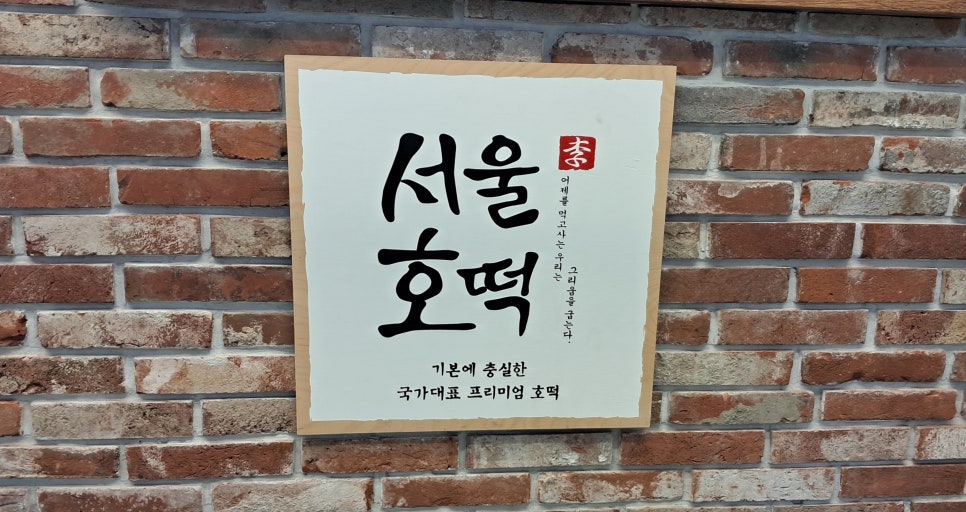 서울
호떡
李
어제를 먹고사는 우리는
그리움을 굽는다.
기본에 충실한
국가대표 프리미엄 호떡